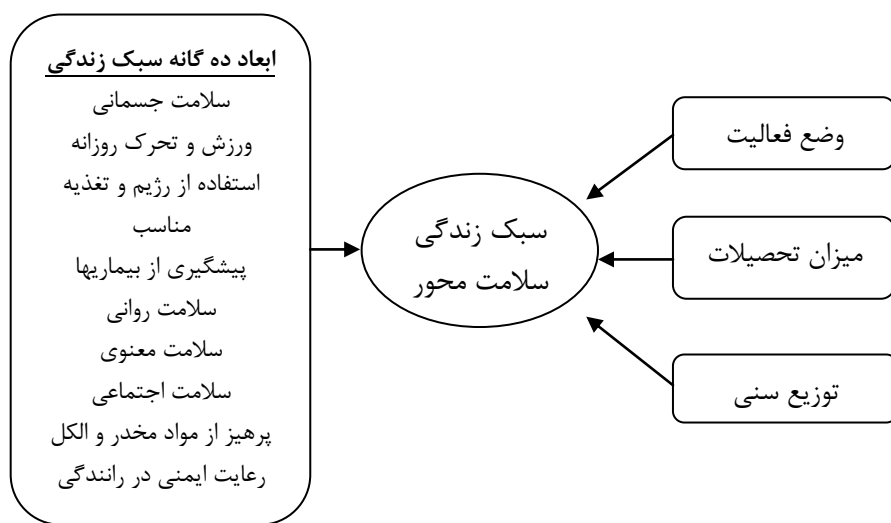 ابعاد ده گانه سبک زندگی
سلامت جسمانی
ورزش و تحرک روزانه
استفاده از رژیم و تغذیه
مناسب
پیشگیری از بیماریها
سلامت روانی
سلامت معنوی
سلامت اجتماعی
پرهیز از مواد مخدر و الکل
رعایت ایمنی در رانندگی
سبک زندگی
سلامت محور
وضع فعالیت
میزان تحصیلات
توزیع سنی